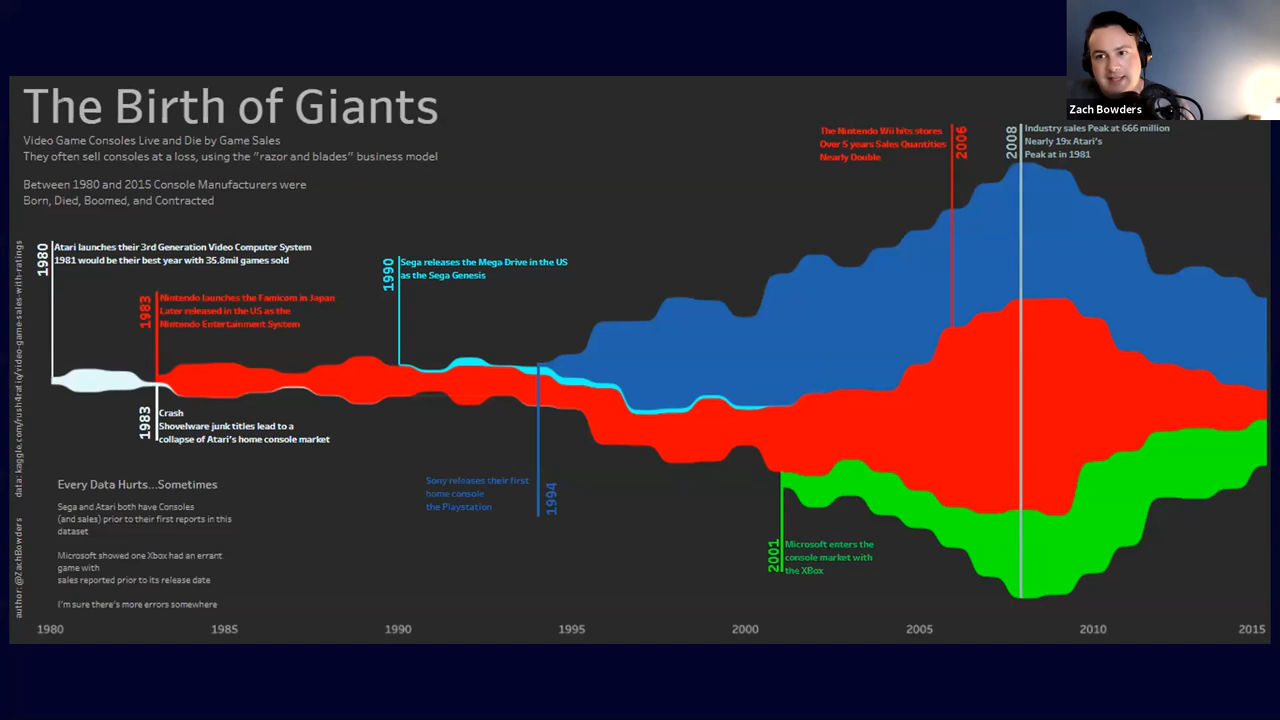 Zach Bowders
The Birth of Giants
Video Game Consoles Live and Die by Game Sales
They often sell consoles at a loss, using the "razor and blades" business model
Between 1980 and 2015 Console Manufacturers were
Born, Died, Boomed, and Contracted
The Nintendo Wii hits stores
Over 5 years Sales Quantities
Nearly Double
2006
2008
Industry sales Peak at 666 million
Nearly 19x Atari's
Peak at in 1981
1980
Atari launches their 3rd Generation Video Computer System
1981 would be their best year with 35.8mil games sold
1990
Sega releases the Mega Drive in the US
as the Sega Genesis
1983
Nintendo launches the Famicom in Japan
Later released in the US as the
Nintendo Entertainment System
1983
Crash
Shovelware junk titles lead to a
collapse of Atari's home console market
Sony releases their first
home console
the Playstation
1994
2001
Microsoft enters the
console market with
the XBox
Every Data Hurts...Sometimes
Sega and Atari both have Consoles
(and sales) prior to their first reports in this
dataset
Microsoft showed one Xbox had an errant
game with
sales reported prior to its release date
I'm sure there's more errors somewhere
author: @ZachBowders data: kaggle.com/rush4ratio/video-game-sales-with-ratings
1980 1985 1990 1995 2000 2005 2010 2015